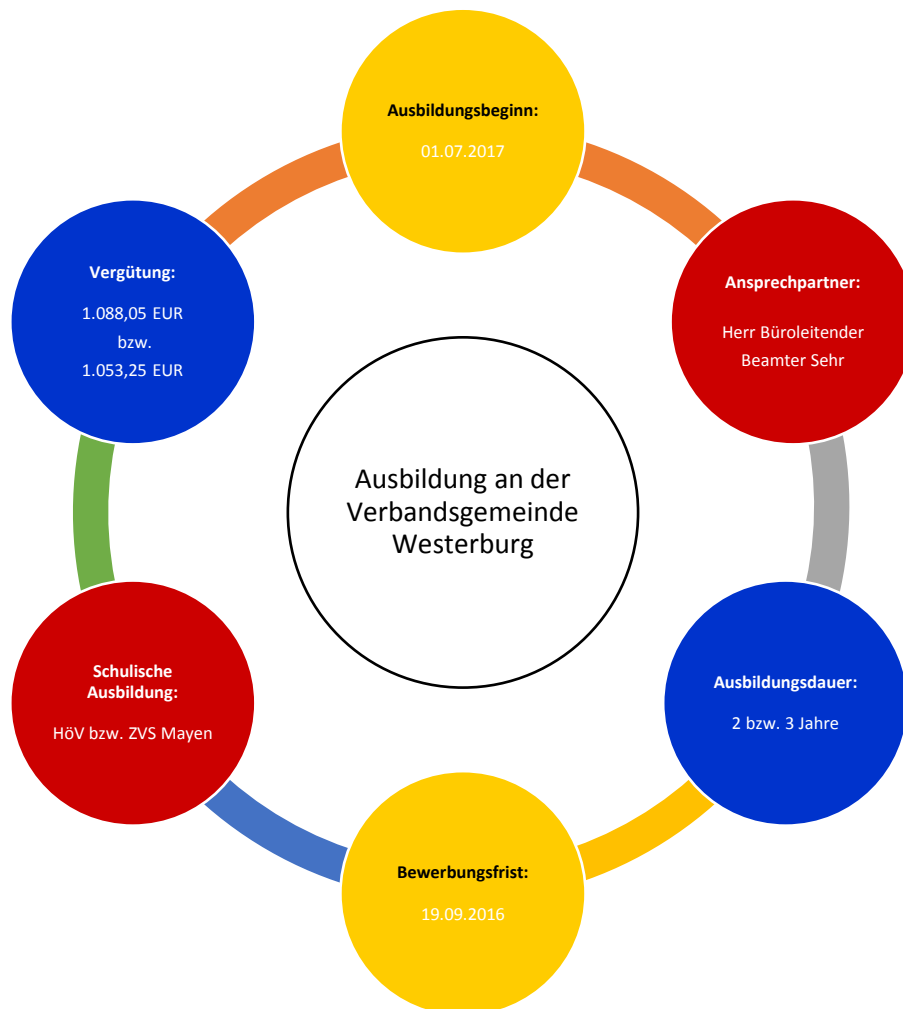 Ausbildungsbeginn:
01.07.2017
Ansprechpartner:
Herr Büroleitender
Beamter Sehr
Ausbildungsdauer:
2 bzw. 3 Jahre
Bewerbungsfrist:
19.09.2016
Schulische
Ausbildung:
HöV bzw. ZVS Mayen
Vergütung:
1.088,05 EUR
bzw.
1.053,25 EUR
Ausbildung an der
Verbandsgemeinde
Westerburg